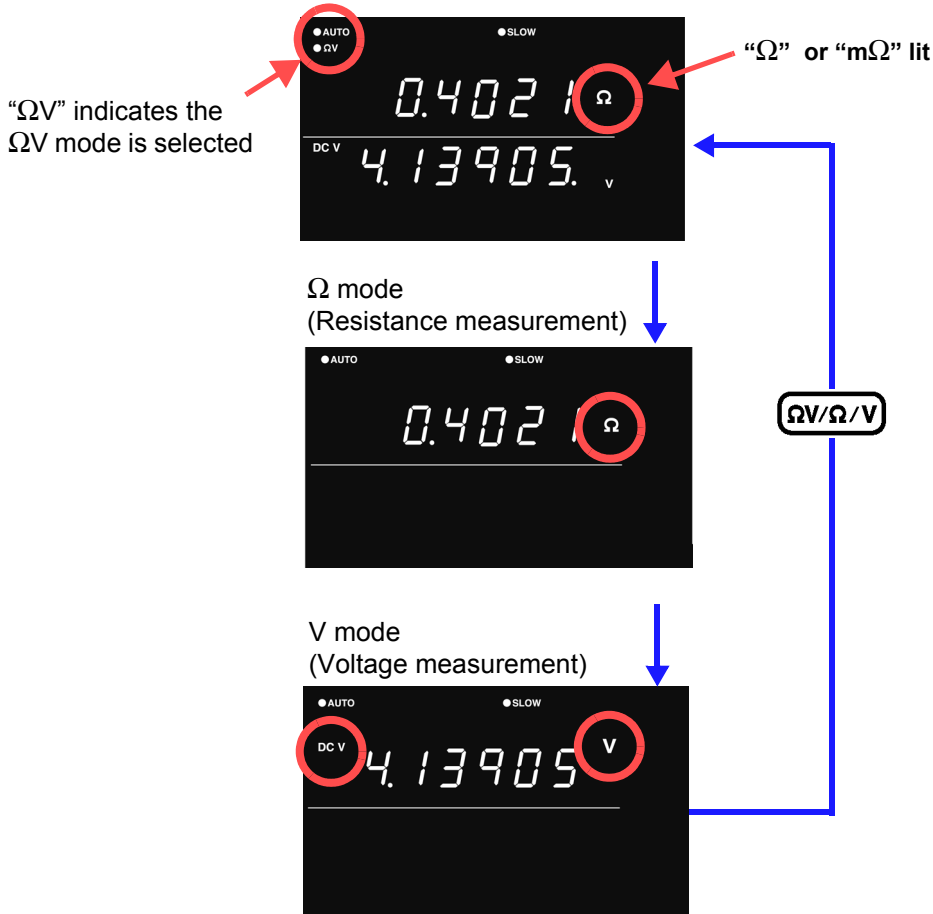 ●AUTO ●SLOW
●ΩV
“Ω” or “mΩ” lit
0.4021 Ω
“ΩV” indicates the
ΩV mode is selected
DC V 4.13905. V
Ω mode
(Resistance measurement)
●AUTO ●SLOW
0.4021 Ω
ΩV/Ω/V
V mode
(Voltage measurement)
●AUTO ●SLOW
DC V 4.13905 V